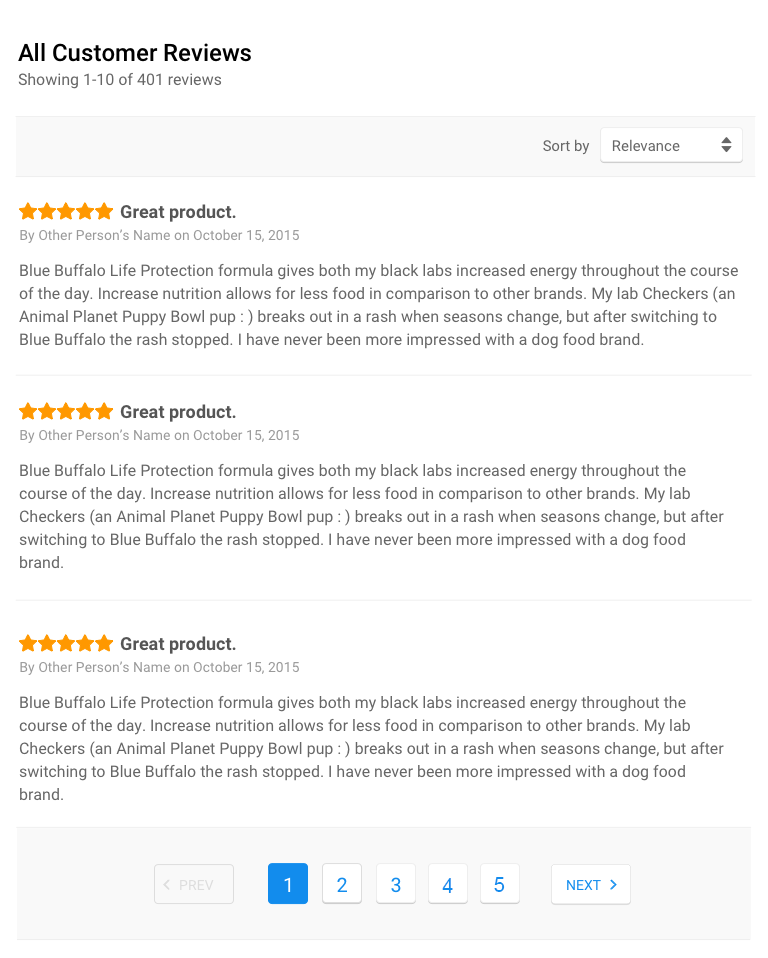 All Customer Reviews
Showing 1-10 of 401 reviews
Sort by Relevance
Great product.
By Other Person's Name on October 15, 2015
Blue Buffalo Life Protection formula gives both my black labs increased energy throughout the course
of the day. Increase nutrition allows for less food in comparison to other brands. My lab Checkers (an
Animal Planet Puppy Bowl pup : ) breaks out in a rash when seasons change, but after switching to
Blue Buffalo the rash stopped. I have never been more impressed with a dog food brand.
Great product.
By Other Person's Name on October 15, 2015
Blue Buffalo Life Protection formula gives both my black labs increased energy throughout the
course of the day. Increase nutrition allows for less food in comparison to other brands. My lab
Checkers (an Animal Planet Puppy Bowl pup : ) breaks out in a rash when seasons change, but after
switching to Blue Buffalo the rash stopped. I have never been more impressed with a dog food
brand.
Great product.
By Other Person's Name on October 15, 2015
Blue Buffalo Life Protection formula gives both my black labs increased energy throughout the
course of the day. Increase nutrition allows for less food in comparison to other brands. My lab
Checkers (an Animal Planet Puppy Bowl pup : ) breaks out in a rash when seasons change, but after
switching to Blue Buffalo the rash stopped. I have never been more impressed with a dog food
brand.
PREV 1 2 3 4 5 NEXT